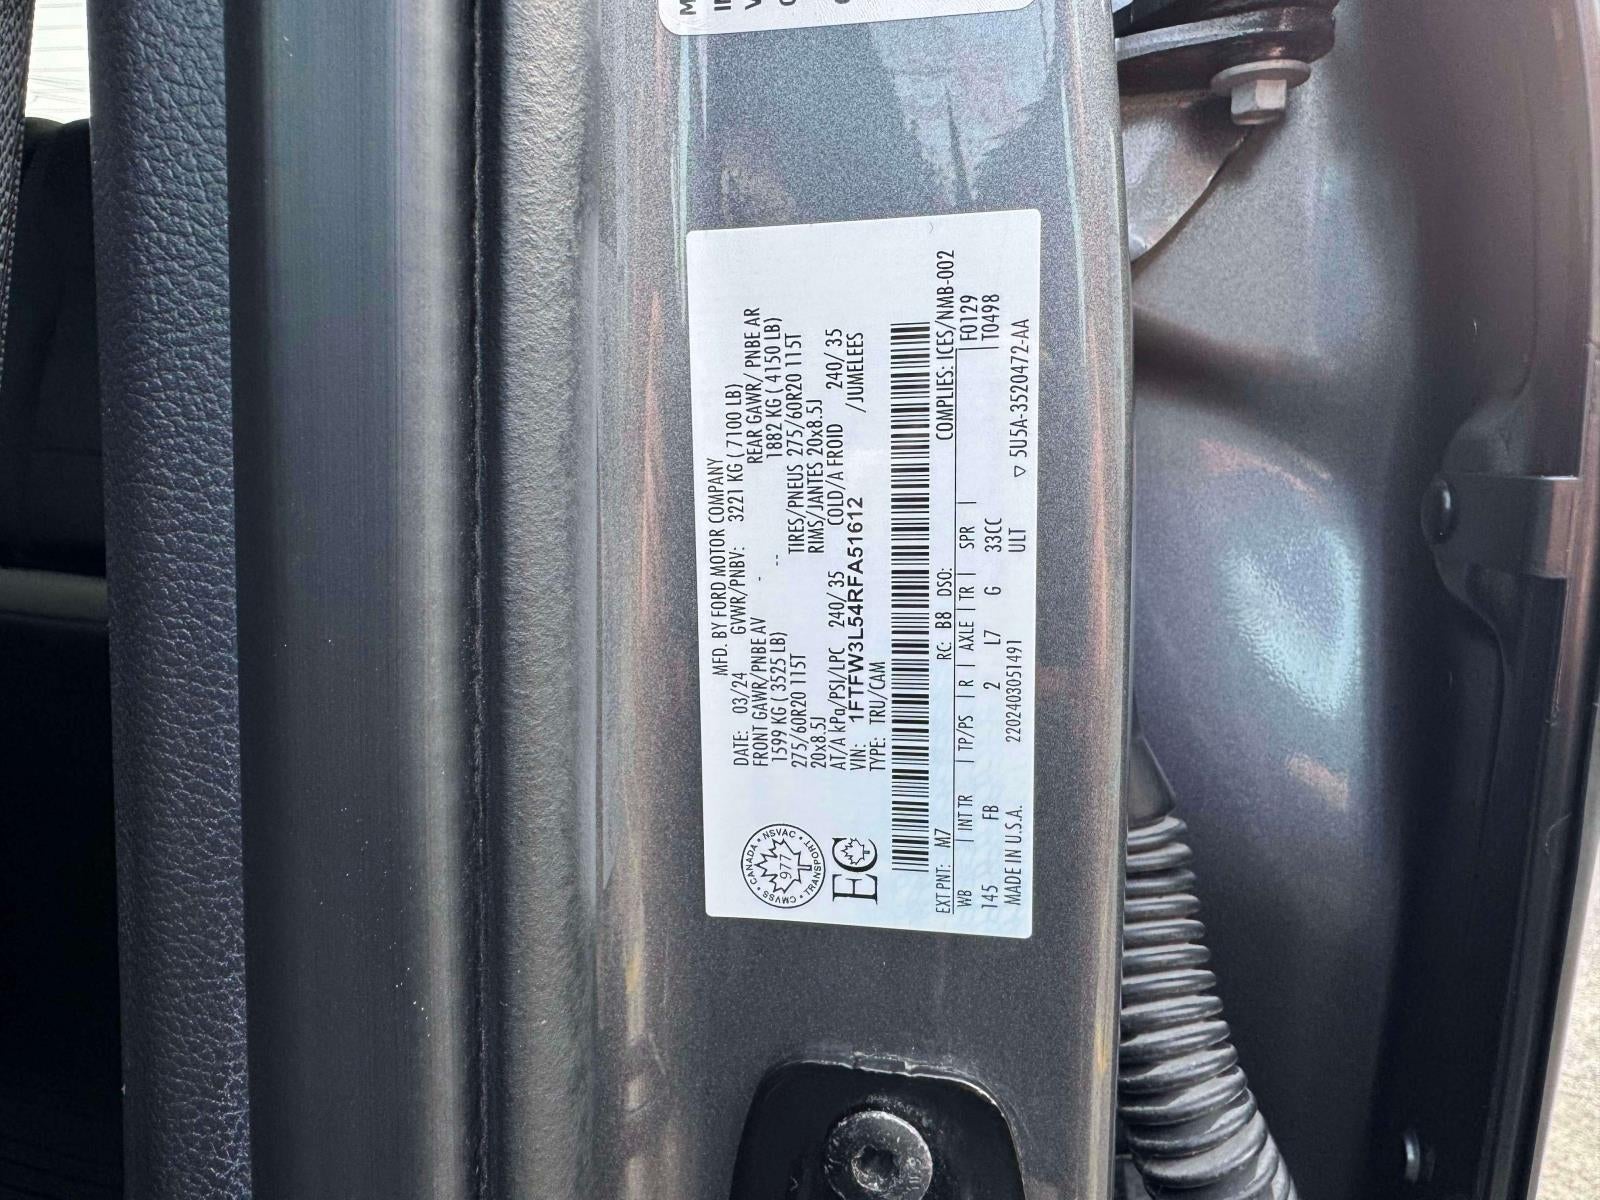 MFD. BY FORD MOTOR COMPANY
DATE: 03/24 GVWR/PNBV: 3221 KG ( 7100 LB)
FRONT GAWR/PNBE AV REAR GAWR/ PNBE AR
1599 KG ( 3525 LB) 1882 KG ( 4150 LB)
275/60R20 115T TIRES/PNEUS 275/60R20 115T
20x8.5J RIMS/JANTES 20x8.5J
AT/A kPa/PSI/LPC 240/ 35 COLD/A FROID 240/ 35
VIN: 1FTFW3L54RFA51612 /JUMELEES
TYPE: TRU/CAM
CANADA · NSVAC · TRANSPORT · CMVSS
977
EC
COMPLIES: ICES/NMB-002
EXT PNT: M7 RC: B8 DSO: F0129
WB | INT TR | TP/PS | R | AXLE | TR | SPR | T0498
145 FB 2 L7 G 33CC
MADE IN U.S.A. 220240305149​1 ULT
▽ 5U5A-3520472-AA